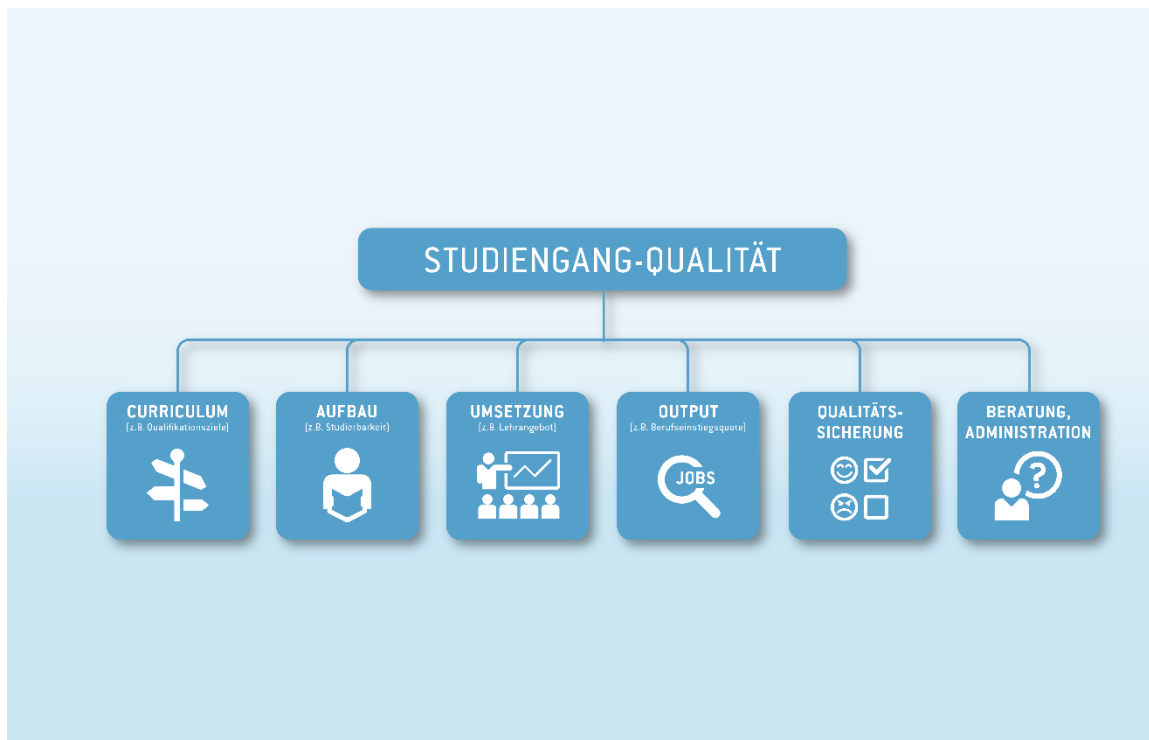 STUDIENGANG-QUALITÄT
CURRICULUM
[z.B. Qualifikationsziele]
AUFBAU
[z.B. Studierbarkeit]
UMSETZUNG
[z.B. Lehrangebot]
OUTPUT
[z.B. Berufseinstiegsquote]
JOBS
QUALITÄTS-
SICHERUNG
BERATUNG,
ADMINISTRATION
?